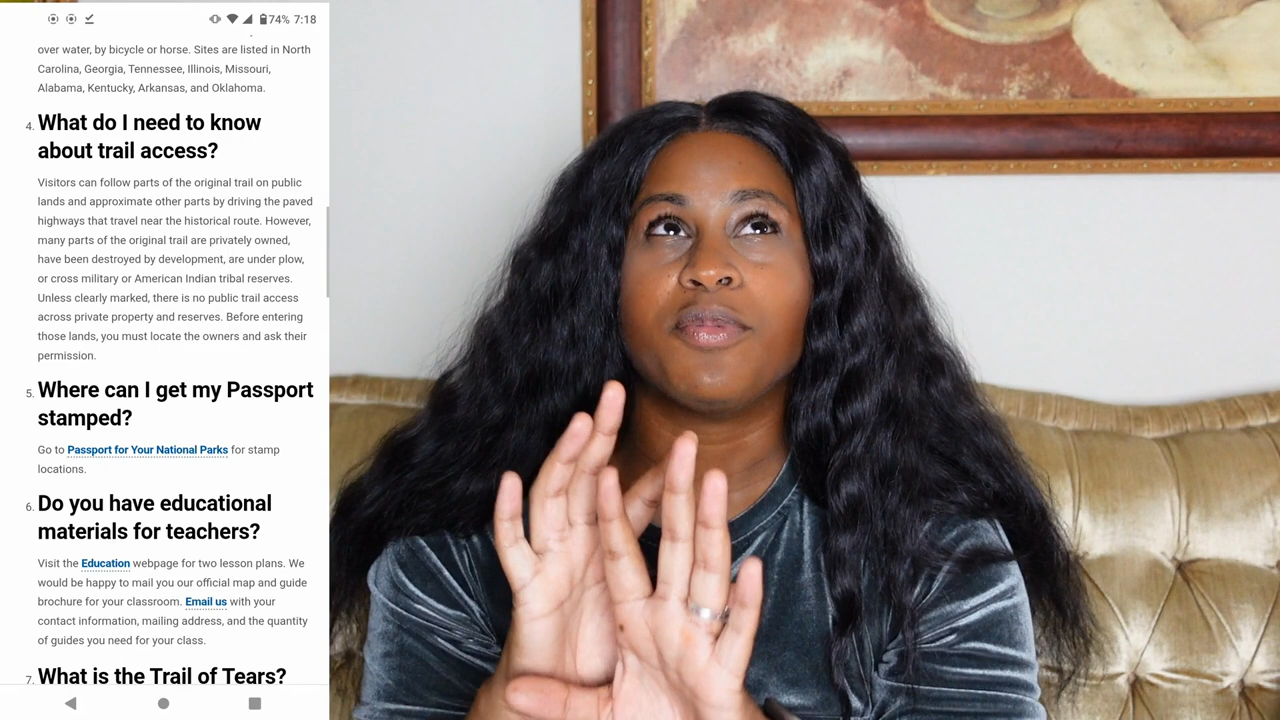 74% 7:18
over water, by bicycle or horse. Sites are listed in North
Carolina, Georgia, Tennessee, Illinois, Missouri,
Alabama, Kentucky, Arkansas, and Oklahoma.
4. What do I need to know
about trail access?
Visitors can follow parts of the original trail on public
lands and approximate other parts by driving the paved
highways that travel near the historical route. However,
many parts of the original trail are privately owned,
have been destroyed by development, are under plow,
or cross military or American Indian tribal reserves.
Unless clearly marked, there is no public trail access
across private property and reserves. Before entering
those lands, you must locate the owners and ask their
permission.
5. Where can I get my Passport
stamped?
Go to Passport for Your National Parks for stamp
locations.
6. Do you have educational
materials for teachers?
Visit the Education webpage for two lesson plans. We
would be happy to mail you our official map and guide
brochure for your classroom. Email us with your
contact information, mailing address, and the quantity
of guides you need for your class.
7. What is the Trail of Tears?